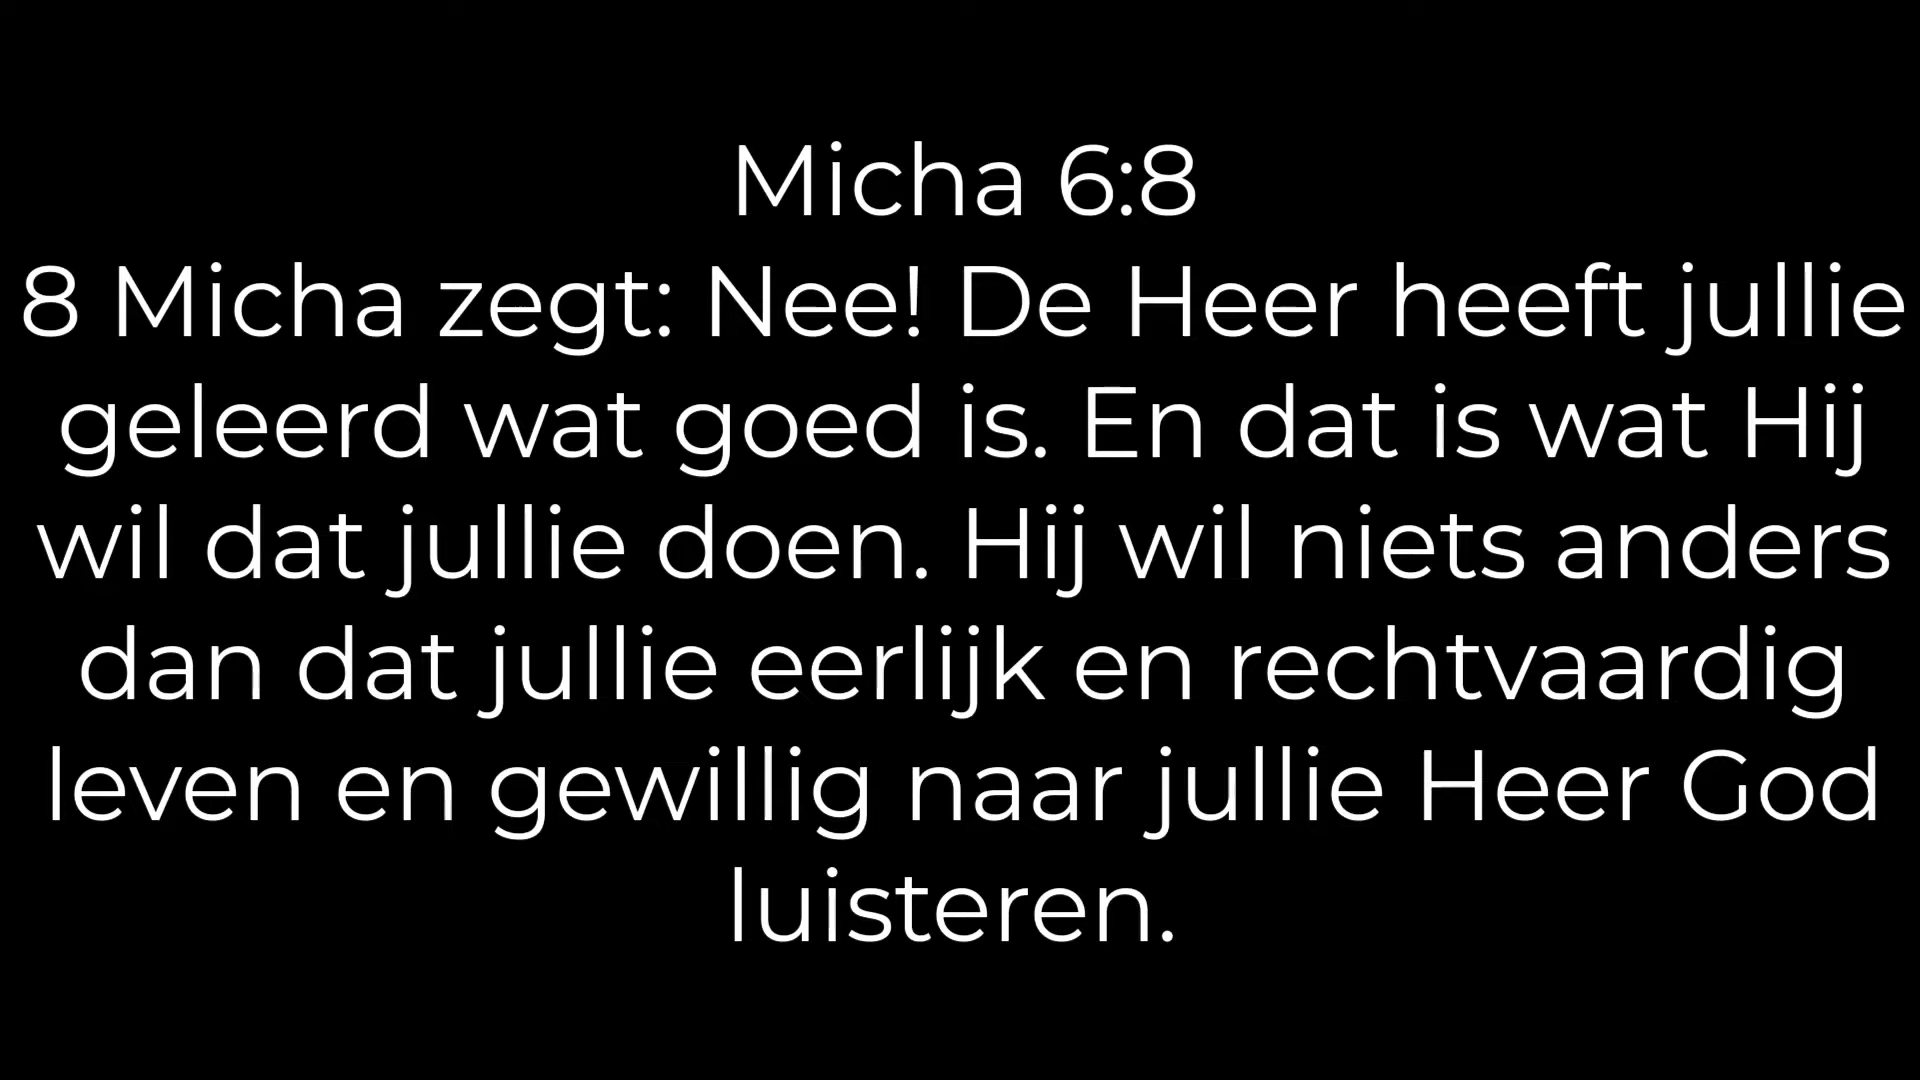 Micha 6:8
8 Micha zegt: Nee! De Heer heeft jullie
geleerd wat goed is. En dat is wat Hij
wil dat jullie doen. Hij wil niets anders
dan dat jullie eerlijk en rechtvaardig
leven en gewillig naar jullie Heer God
luisteren.